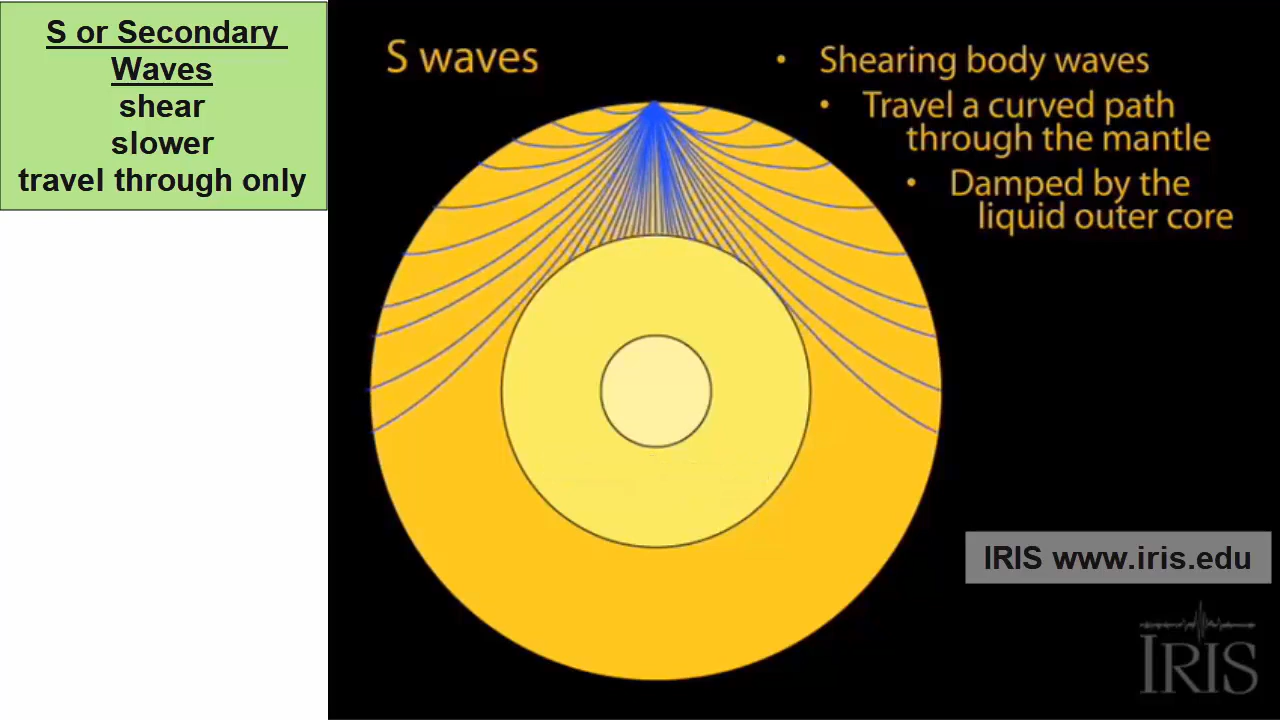 S or Secondary
Waves
shear
slower
travel through only
S waves
• Shearing body waves
• Travel a curved path
through the mantle
• Damped by the
liquid outer core
IRIS www.iris.edu
IRIS